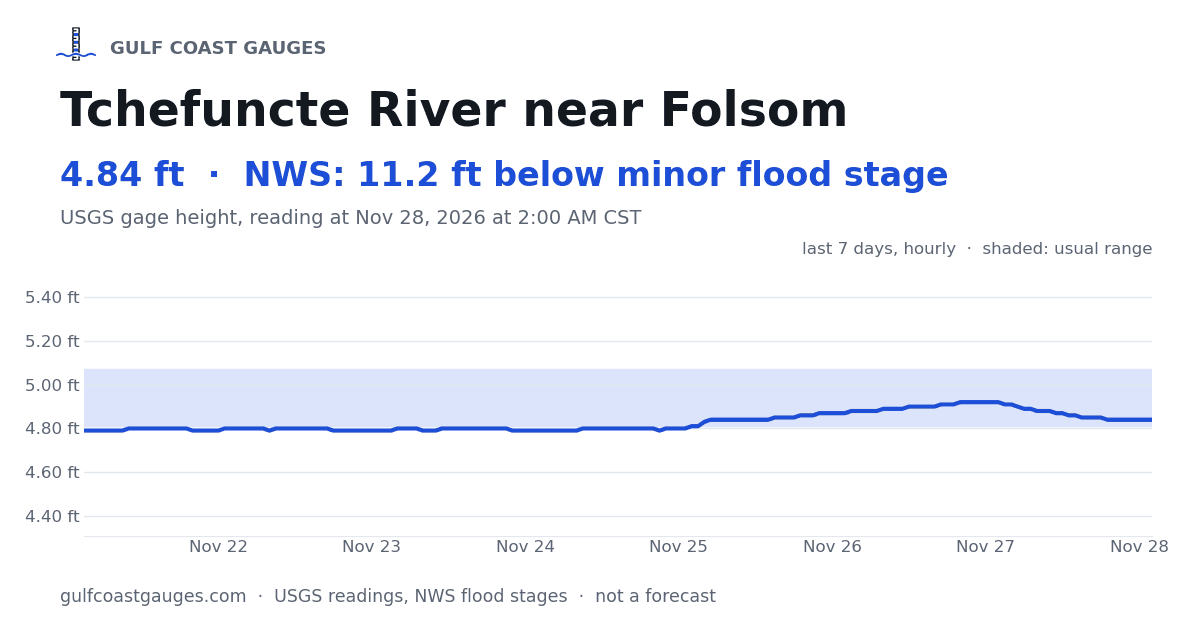 GULF COAST GAUGES
Tchefuncte River near Folsom
4.84 ft · NWS: 11.2 ft below minor flood stage
USGS gage height, reading at Nov 28, 2026 at 2:00 AM CST
last 7 days, hourly · shaded: usual range
5.40 ft
5.20 ft
5.00 ft
4.80 ft
4.60 ft
4.40 ft
Nov 22 Nov 23 Nov 24 Nov 25 Nov 26 Nov 27 Nov 28
gulfcoastgauges.com · USGS readings, NWS flood stages · not a forecast